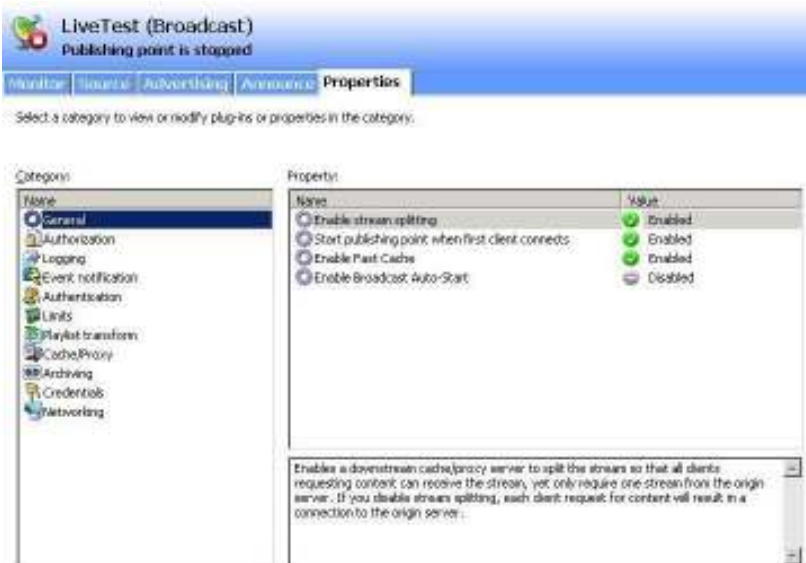 LiveTest (Broadcast)
Publishing point is stopped
Monitor Source Advertising Announce Properties
Select a category to view or modify plug-ins or properties in the category.
Category:
Property:
Name
General
Authorization
Logging
Event notification
Authentication
Limits
Playlist transform
Cache/Proxy
Archiving
Credentials
Networking
Name Value
Enable stream splitting Enabled
Start publishing point when first client connects Enabled
Enable Fast Cache Enabled
Enable Broadcast Auto-Start Disabled
Enables a downstream cache/proxy server to split the stream so that all clients
requesting content can receive the stream, yet only require one stream from the origin
server. If you disable stream splitting, each client request for content will result in a
connection to the origin server.